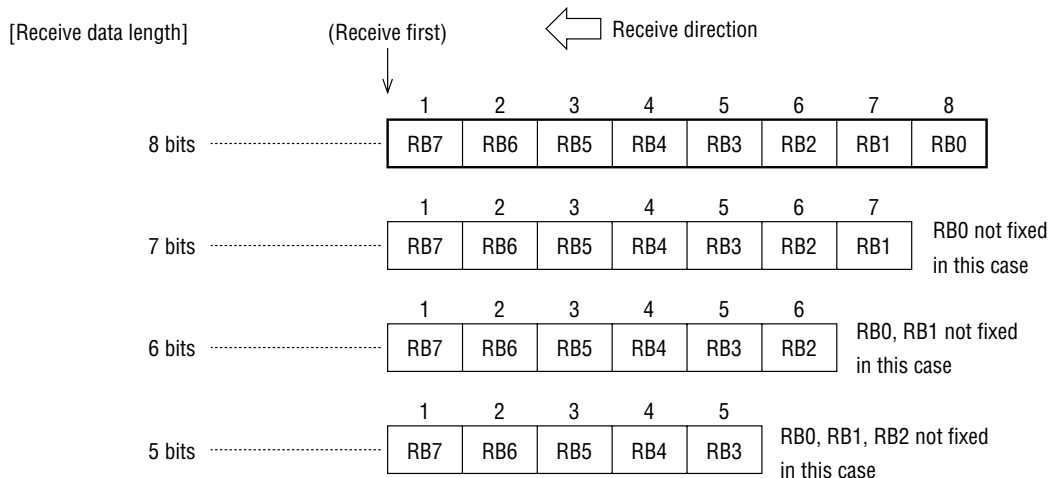 [Receive data length] (Receive first) Receive direction
1 2 3 4 5 6 7 8
8 bits RB7 RB6 RB5 RB4 RB3 RB2 RB1 RB0
1 2 3 4 5 6 7
7 bits RB7 RB6 RB5 RB4 RB3 RB2 RB1
RB0 not fixed
in this case
1 2 3 4 5 6
6 bits RB7 RB6 RB5 RB4 RB3 RB2
RB0, RB1 not fixed
in this case
1 2 3 4 5
5 bits RB7 RB6 RB5 RB4 RB3
RB0, RB1, RB2 not fixed
in this case